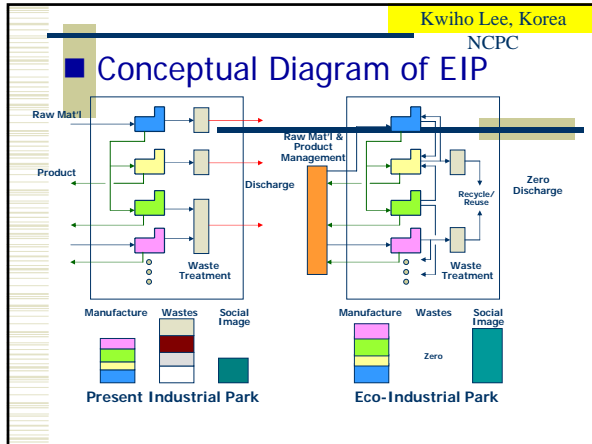 Kwiho Lee, Korea
NCPC
Conceptual Diagram of EIP
Raw Mat'l
Product
Discharge
Waste
Treatment
Manufacture Wastes Social
Image
Present Industrial Park
Raw Mat'l &
Product
Management
Recycle/
Reuse
Zero
Discharge
Waste
Treatment
Manufacture Wastes Social
Image
Zero
Eco-Industrial Park